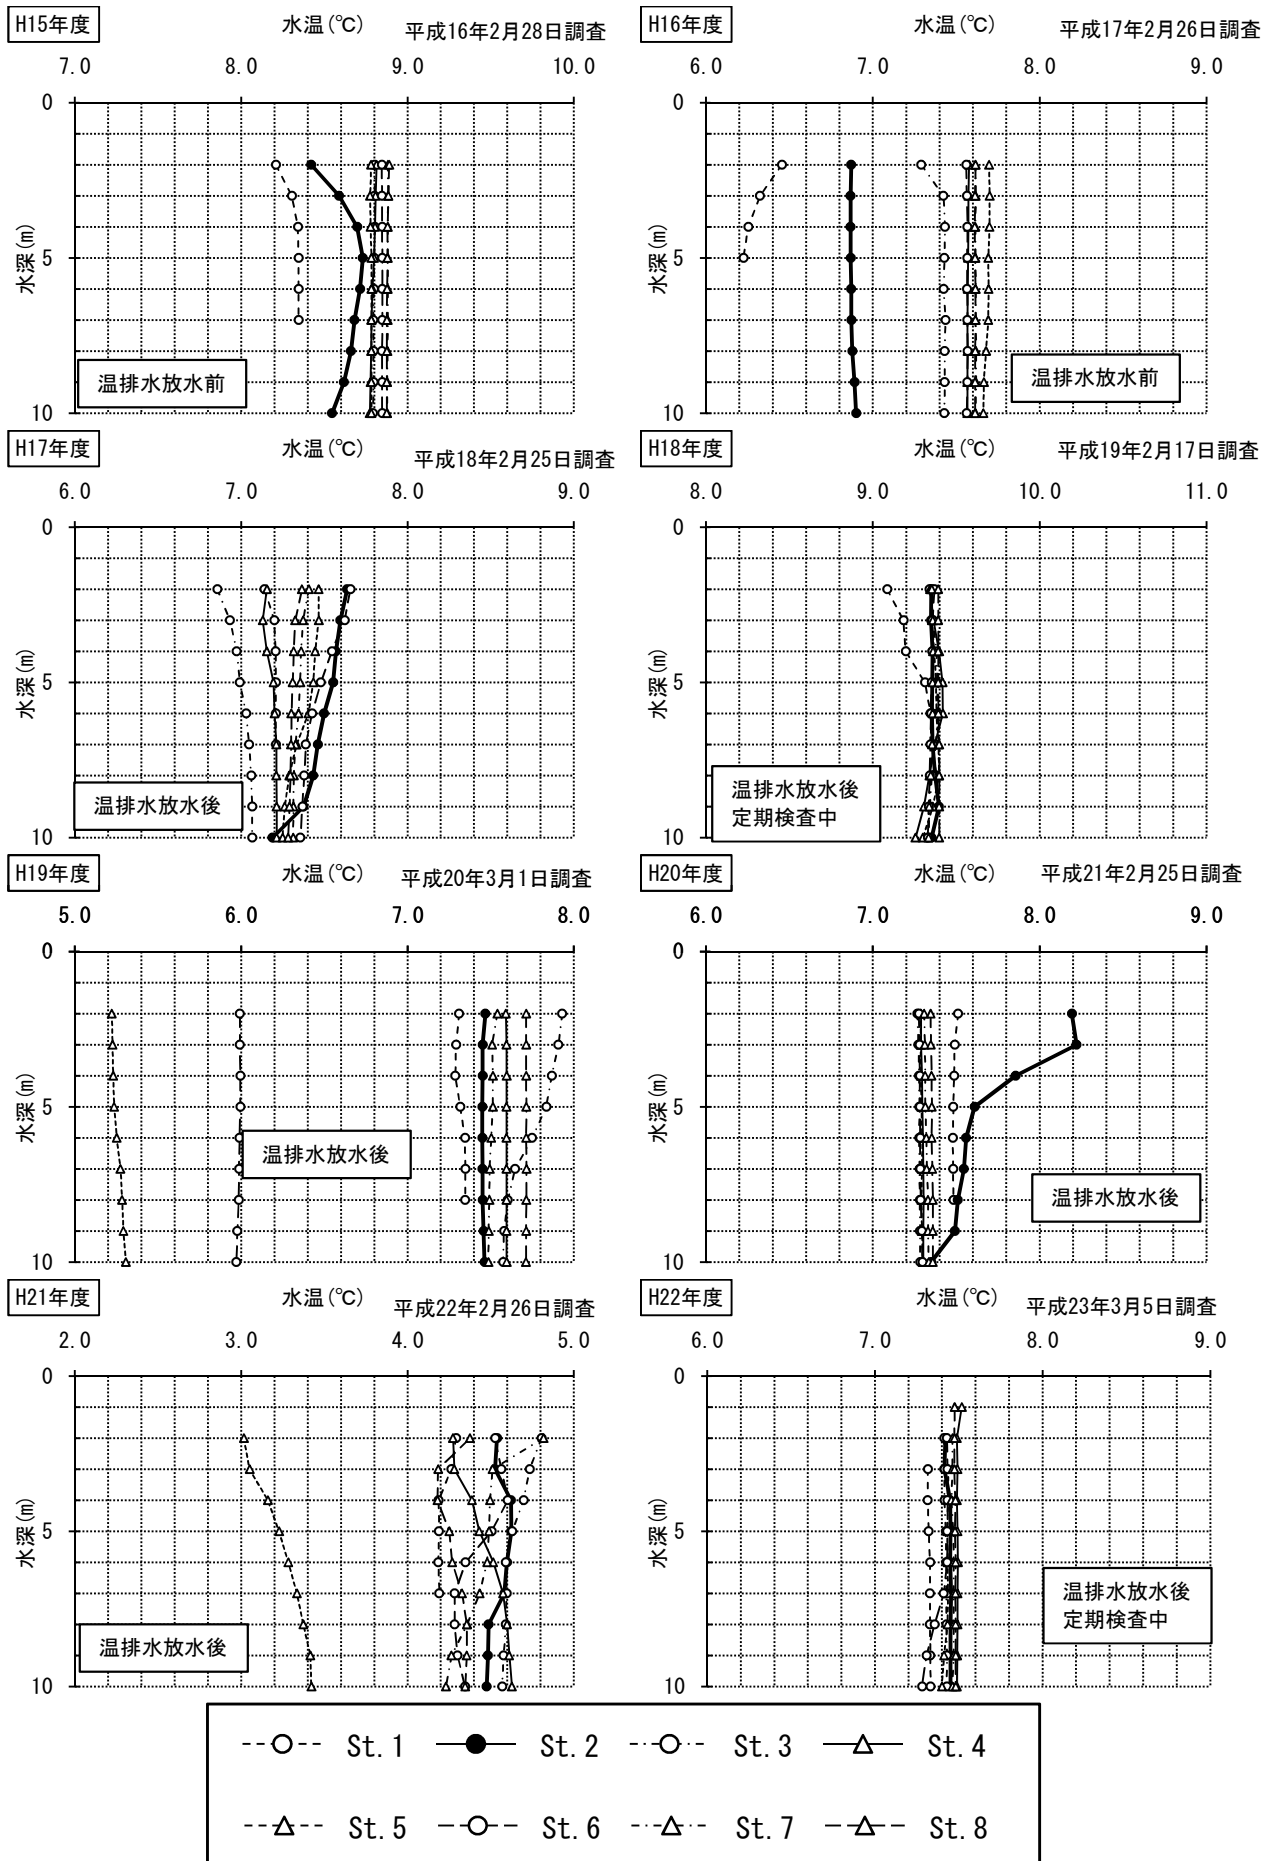 H15年度 水温(℃) 平成16年2月28日調査
7.0 8.0 9.0 10.0
0
5
10
水深(m)
温排水放水前
H16年度 水温(℃) 平成17年2月26日調査
6.0 7.0 8.0 9.0
0
5
10
水深(m)
温排水放水前
H17年度 水温(℃) 平成18年2月25日調査
6.0 7.0 8.0 9.0
0
5
10
水深(m)
温排水放水後
H18年度 水温(℃) 平成19年2月17日調査
8.0 9.0 10.0 11.0
0
5
10
水深(m)
温排水放水後
定期検査中
H19年度 水温(℃) 平成20年3月1日調査
5.0 6.0 7.0 8.0
0
5
10
水深(m)
温排水放水後
H20年度 水温(℃) 平成21年2月25日調査
6.0 7.0 8.0 9.0
0
5
10
水深(m)
温排水放水後
H21年度 水温(℃) 平成22年2月26日調査
2.0 3.0 4.0 5.0
0
5
10
水深(m)
温排水放水後
H22年度 水温(℃) 平成23年3月5日調査
6.0 7.0 8.0 9.0
0
5
10
水深(m)
温排水放水後
定期検査中
St.1 St.2 St.3 St.4
St.5 St.6 St.7 St.8